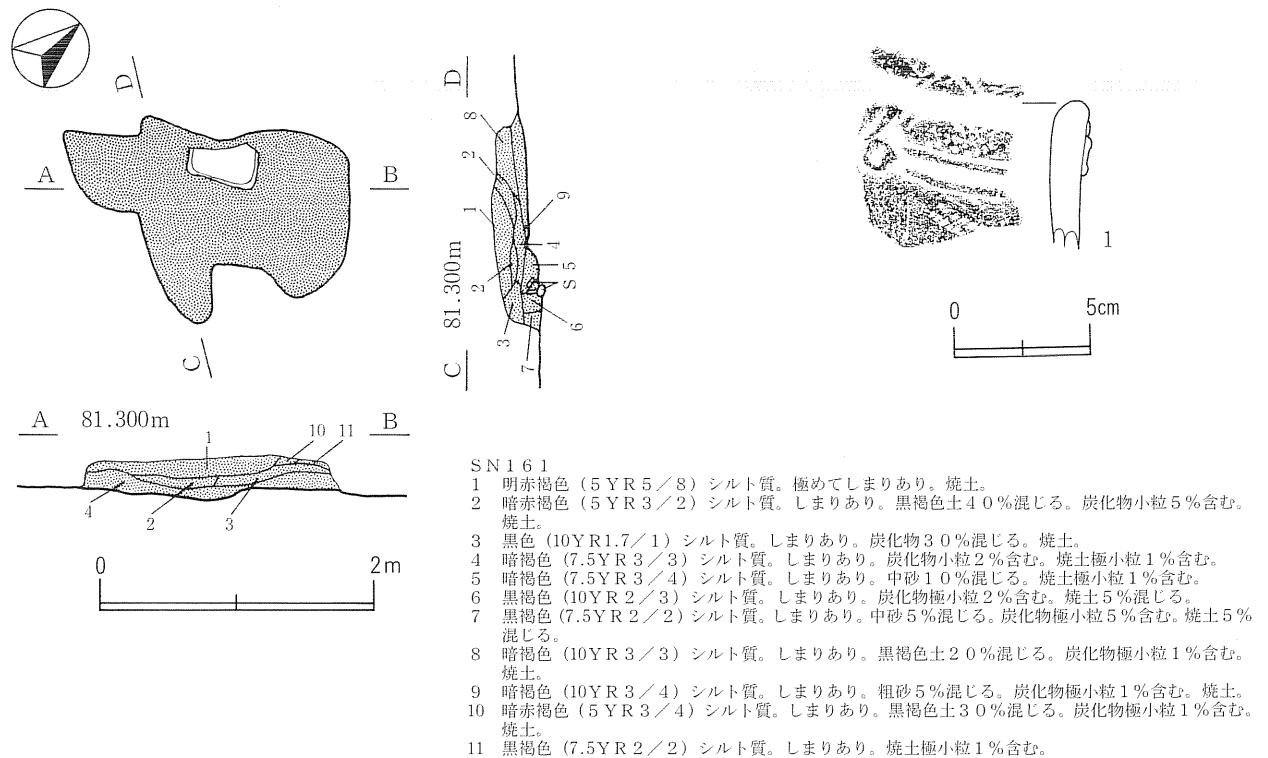 D
A
B
C
D
8
2
1
9
4
5
S
2
6
3
7
81.300m
C
1
0
5cm
A
81.300m
B
1
10
11
4
2
3
0
2m
SN161
1 明赤褐色（5YR5／8）シルト質。極めてしまりあり。焼土。
2 暗赤褐色（5YR3／2）シルト質。しまりあり。黒褐色土40％混じる。炭化物小粒5％含む。
焼土。
3 黒色（10YR1.7／1）シルト質。しまりあり。炭化物30％混じる。焼土。
4 暗褐色（7.5YR3／3）シルト質。しまりあり。炭化物小粒2％含む。焼土極小粒1％含む。
5 暗褐色（7.5YR3／4）シルト質。しまりあり。中砂10％混じる。焼土極小粒1％含む。
6 黒褐色（10YR2／3）シルト質。しまりあり。炭化物極小粒2％含む。焼土5％混じる。
7 黒褐色（7.5YR2／2）シルト質。しまりあり。中砂5％混じる。炭化物極小粒5％含む。焼土5％
混じる。
8 暗褐色（10YR3／3）シルト質。しまりあり。黒褐色土20％混じる。炭化物極小粒1％含む。
焼土。
9 暗褐色（10YR3／4）シルト質。しまりあり。粗砂5％混じる。炭化物極小粒1％含む。焼土。
10 暗赤褐色（5YR3／4）シルト質。しまりあり。黒褐色土30％混じる。炭化物極小粒1％含む。
焼土。
11 黒褐色（7.5YR2／2）シルト質。しまりあり。焼土極小粒1％含む。